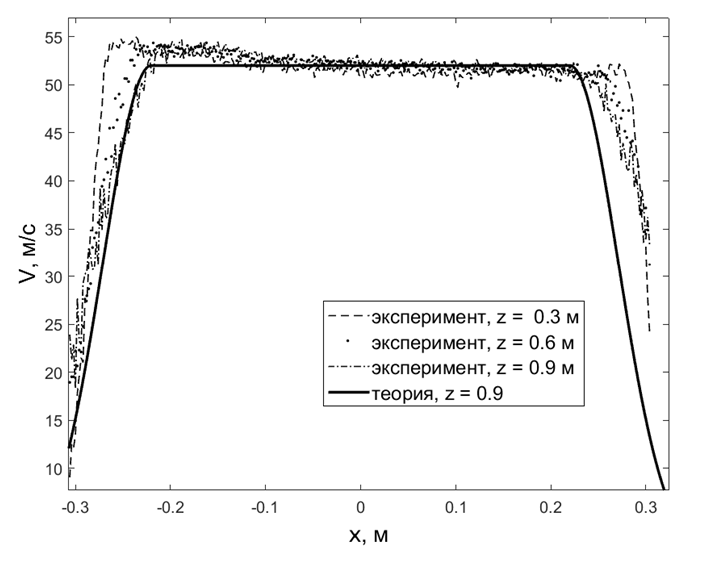 55
50
45
40
35
30
25
20
15
10
V, м/с
эксперимент, z = 0.3 м
эксперимент, z = 0.6 м
эксперимент, z = 0.9 м
теория, z = 0.9
-0.3 -0.2 -0.1 0 0.1 0.2 0.3
x, м